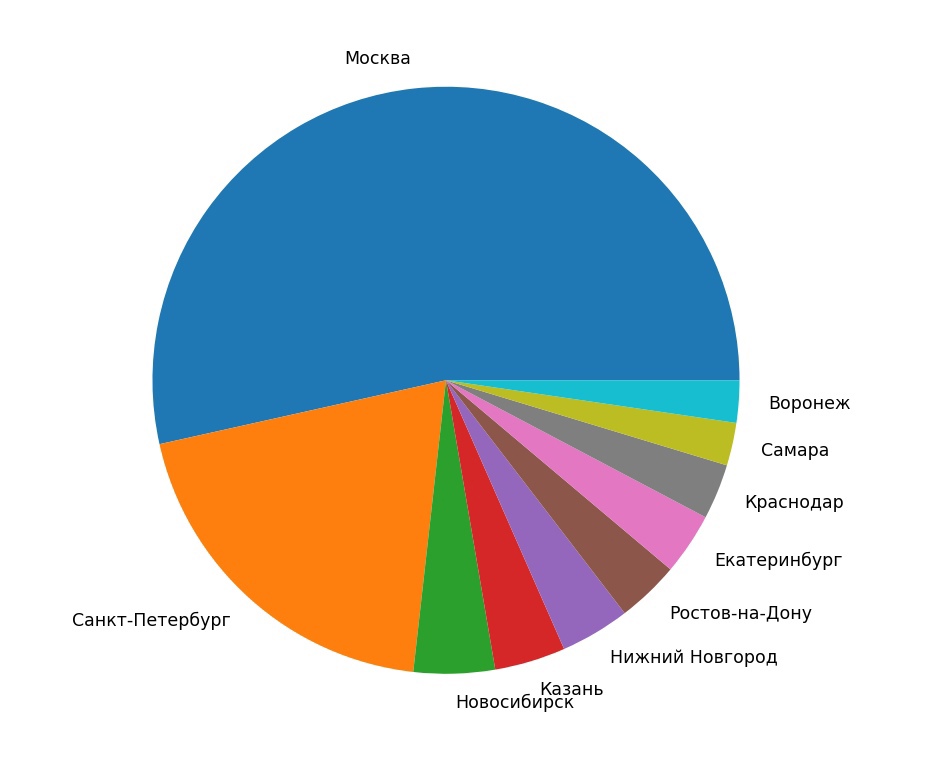 Москва
Воронеж
Самара
Краснодар
Екатеринбург
Санкт-Петербург
Ростов-на-Дону
Нижний Новгород
Казань
Новосибирск